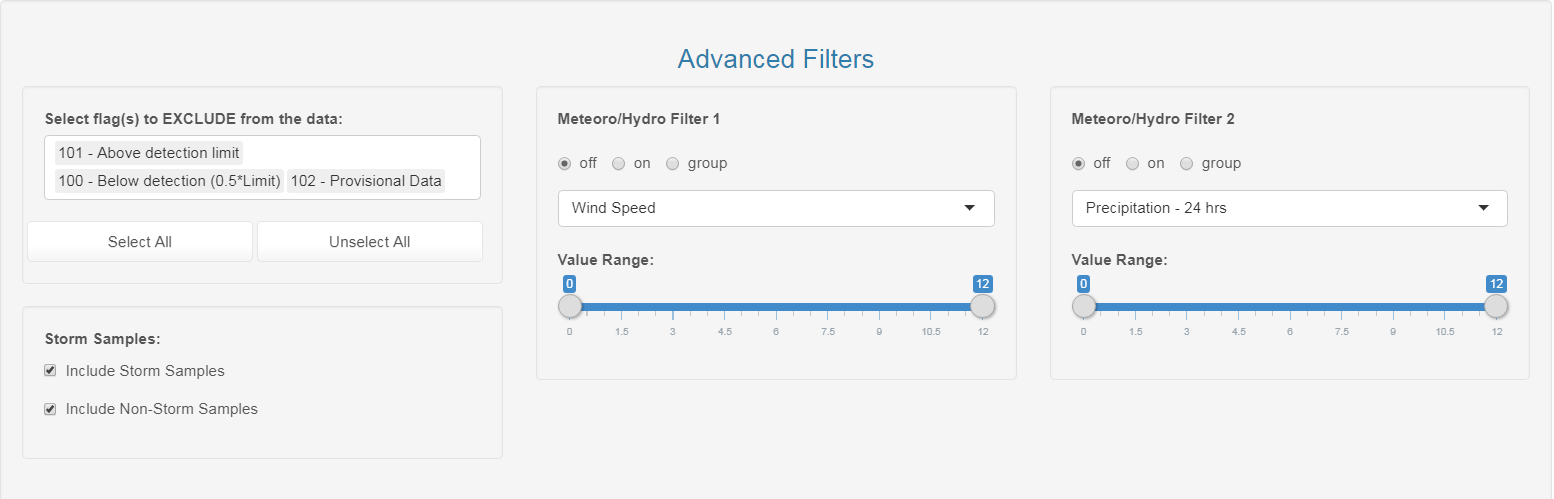 Advanced Filters
Select flag(s) to EXCLUDE from the data:
101 - Above detection limit
100 - Below detection (0.5*Limit) 102 - Provisional Data
Select All Unselect All
Storm Samples:
Include Storm Samples
Include Non-Storm Samples
Meteoro/Hydro Filter 1
off on group
Wind Speed
Value Range:
0 12
0 1.5 3 4.5 6 7.5 9 10.5 12
Meteoro/Hydro Filter 2
off on group
Precipitation - 24 hrs
Value Range:
0 12
0 1.5 3 4.5 6 7.5 9 10.5 12